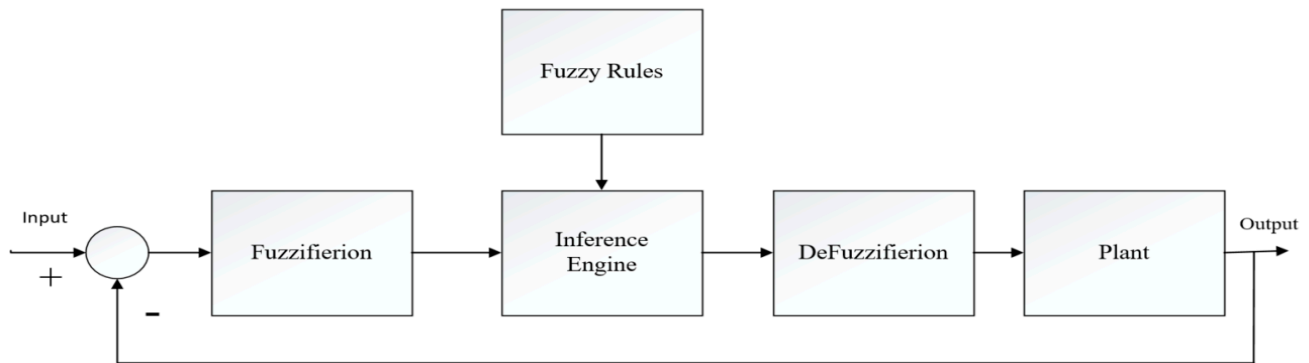 Fuzzy Rules
Input
+
-
Fuzzifierion
Inference
Engine
DeFuzzifierion
Plant
Output